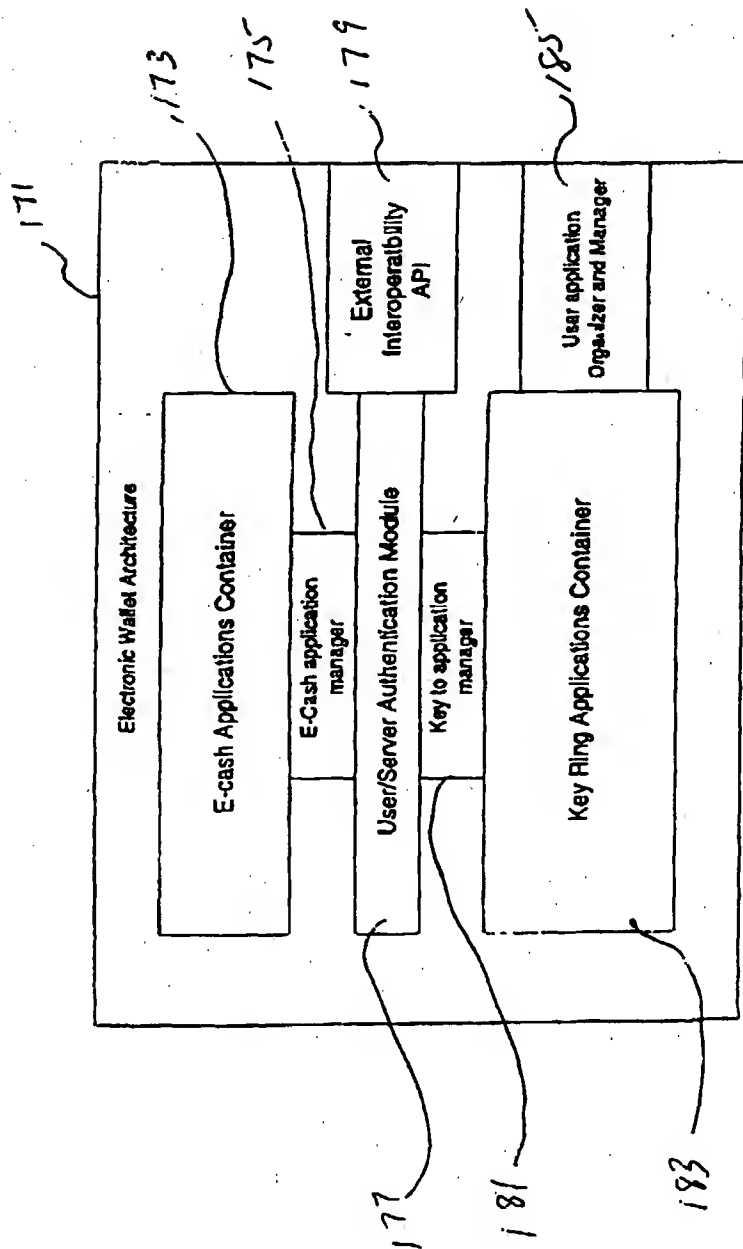 171
173
175
179
185
Electronic Wallet Architecture
E-cash Applications Container
E-Cash application
manager
User/Server Authentication Module
External
Interoperatbility
API
Key to application
manager
Key Ring Applications Container
User application
Organizer and Manager
177
181
183